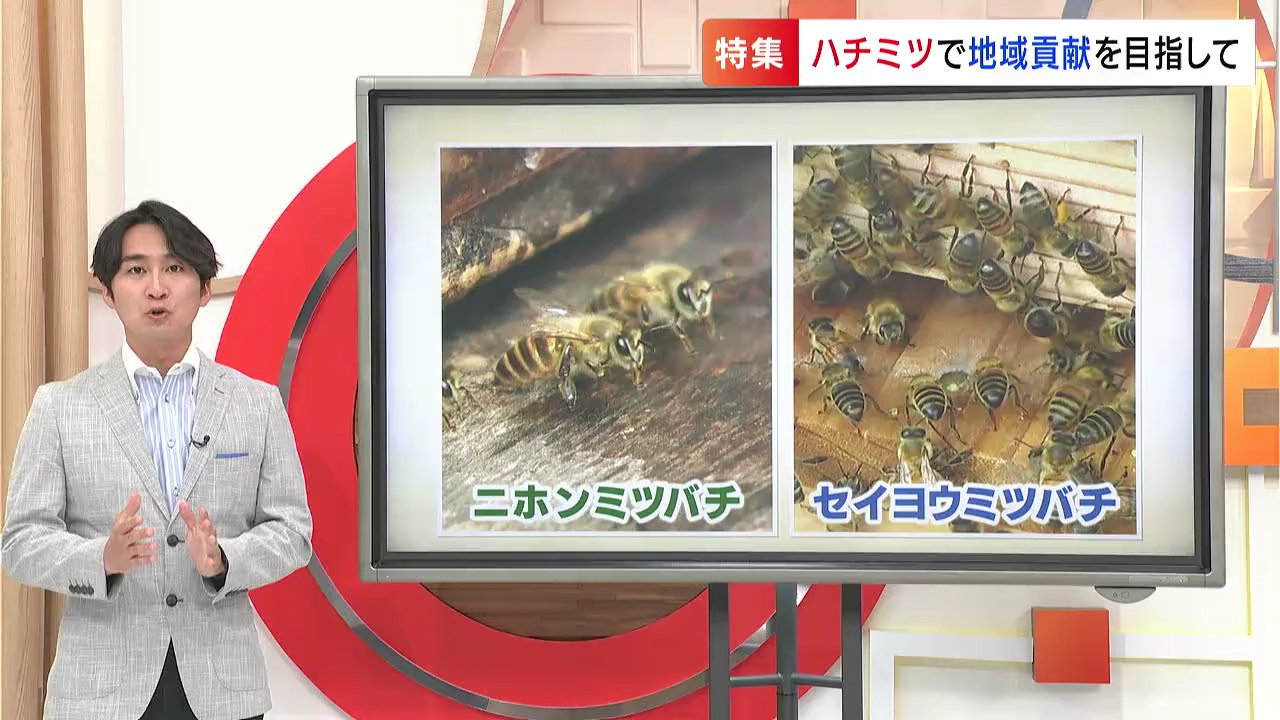 特集 ハチミツで地域貢献を目指して
ニホンミツバチ
セイヨウミツバチ